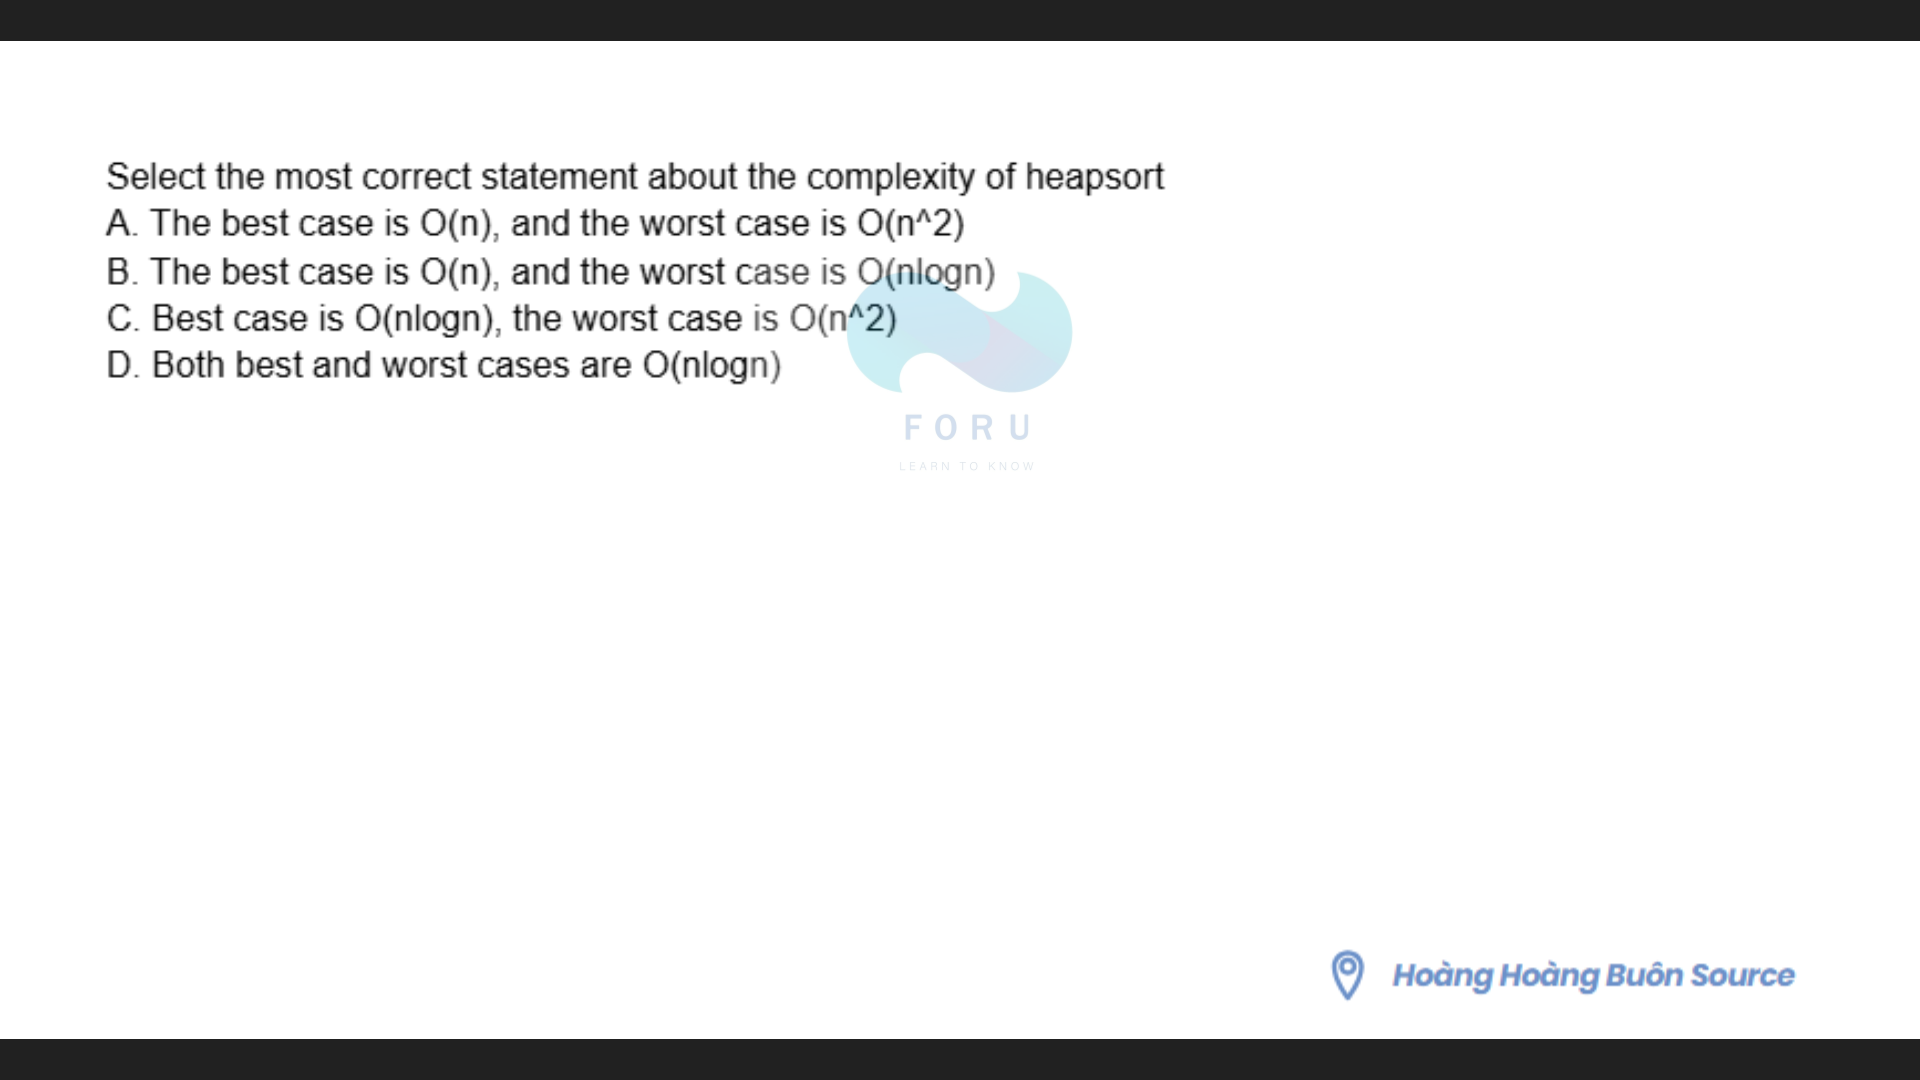 Select the most correct statement about the complexity of heapsort
A. The best case is O(n), and the worst case is O(n^2)
B. The best case is O(n), and the worst case is O(nlogn)
C. Best case is O(nlogn), the worst case is O(n^2)
D. Both best and worst cases are O(nlogn)
FORU
LEARN TO KNOW
Hoàng Hoàng Buôn Source